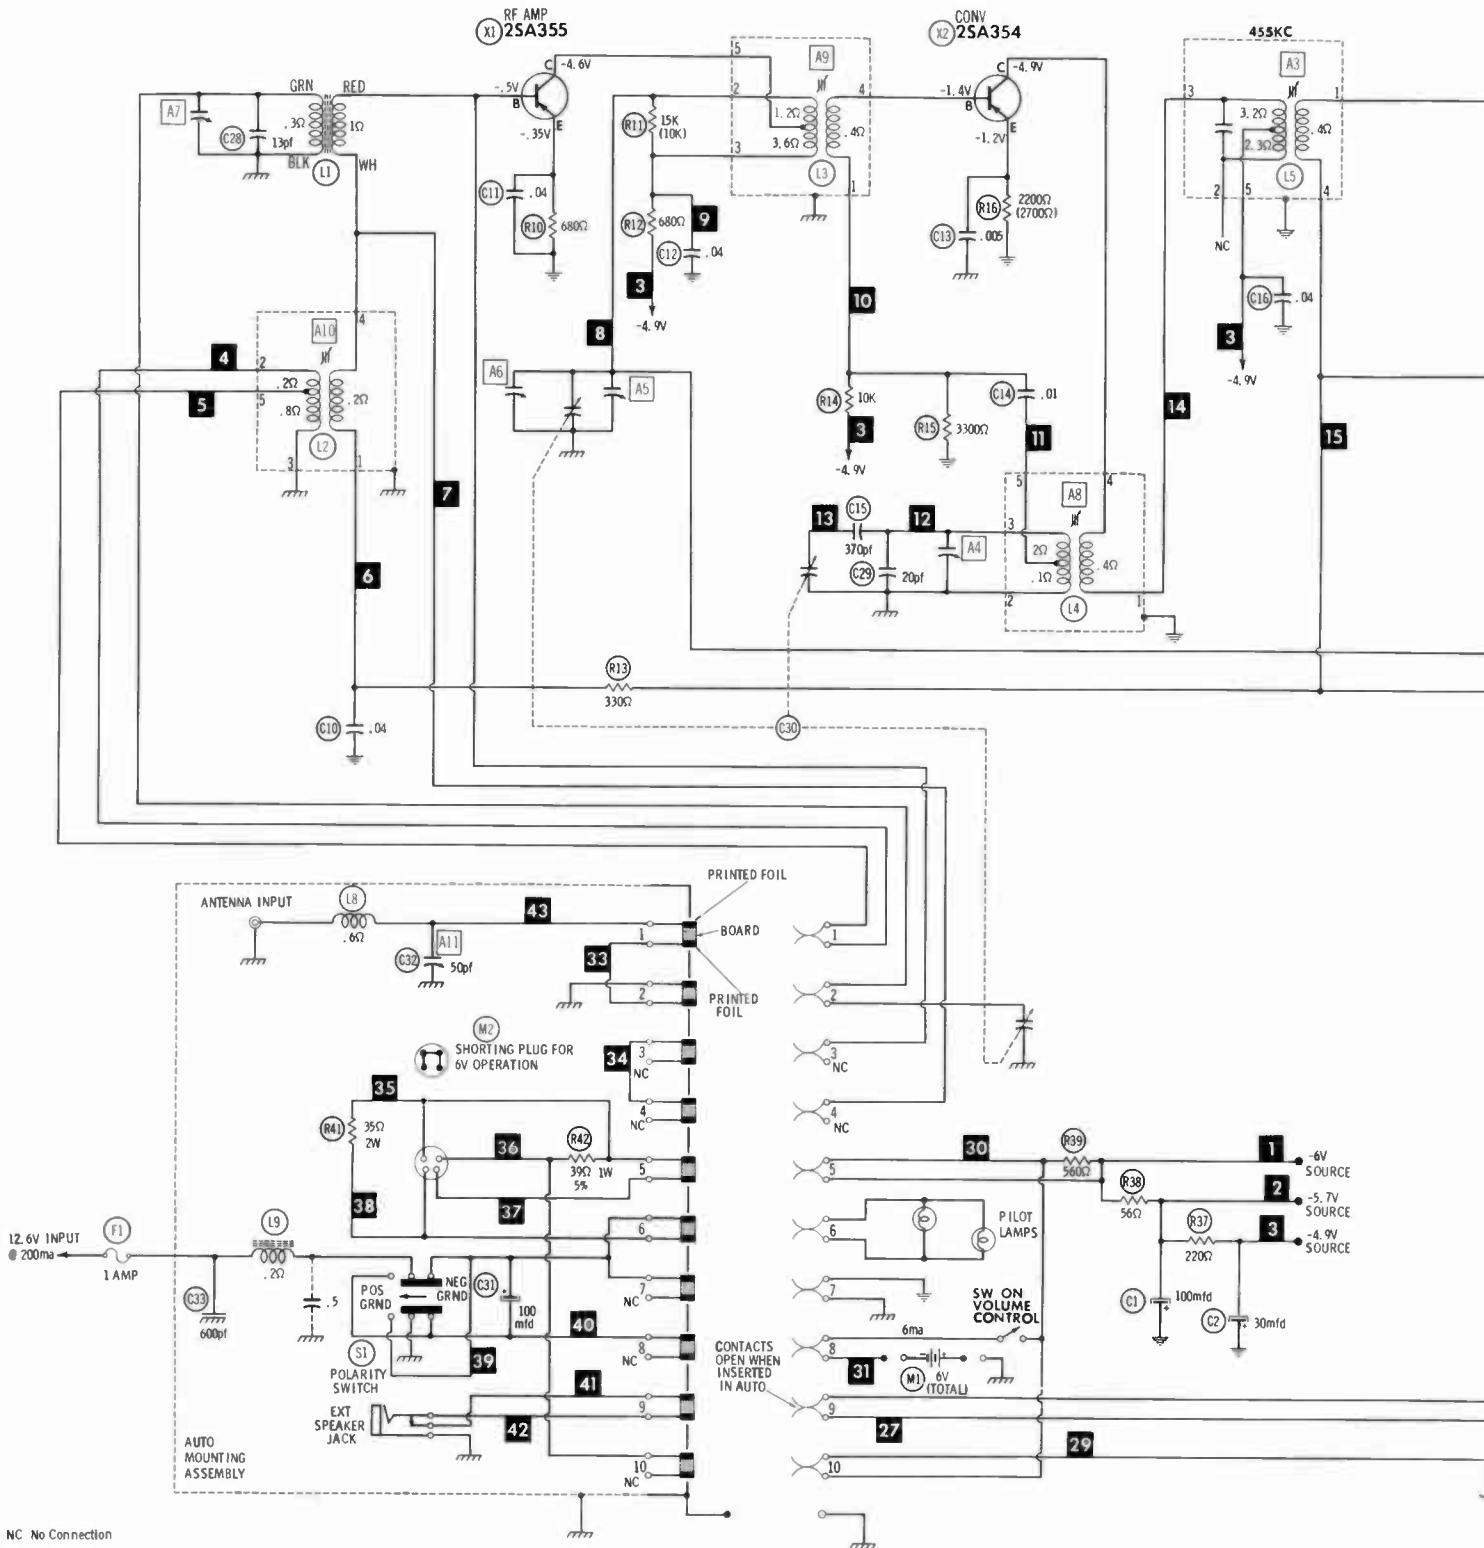 RF AMP
X1 2SA355
CONV
X2 2SA354
455KC
A7
GRN
RED
.3Ω
1Ω
C28
13pf
BLK
WH
L1
-.5V
B
C
-4.6V
E
-.35V
C11
.04
R10
680Ω
5
2
3
A9
4
R11
15K
(10K)
1.2Ω
3.6Ω
.4Ω
L3
1
R12
680Ω
9
C12
.04
3
-4.9V
8
10
-1.4V
B
C
-4.9V
E
-1.2V
R16
2200Ω
(2700Ω)
C13
.005
3
A3
1
3.2Ω
2.3Ω
.4Ω
L5
2
5
4
NC
C16
.04
3
-4.9V
14
15
4
5
A10
2
5
4
.2Ω
.8Ω
.2Ω
L2
3
1
7
6
A6
A5
R14
10K
3
-4.9V
R15
3300Ω
C14
.01
11
5
4
A8
13
C15
370pf
12
C29
20pf
A4
3
2Ω
.1Ω
.4Ω
L4
2
1
R13
330Ω
C10
.04
C30
PRINTED FOIL
ANTENNA INPUT
L8
.6Ω
43
C32
A11
50pf
1
BOARD
1
33
2
PRINTED
FOIL
2
M2
SHORTING PLUG FOR
6V OPERATION
34
3
NC
3
NC
35
4
NC
4
NC
R41
35Ω
2W
36
R42
39Ω 1W
5%
5
5
30
R39
560Ω
1
-6V
SOURCE
37
38
R38
56Ω
2
-5.7V
SOURCE
12.6V INPUT
@ 200ma
F1
1 AMP
L9
.2Ω
6
6
PILOT
LAMPS
R37
220Ω
3
-4.9V
SOURCE
C33
600pf
.5
POS
GRND
NEG
GRND
C31
100
mfd
7
NC
7
SW ON
VOLUME
CONTROL
C1
100mfd
C2
30mfd
S1
POLARITY
SWITCH
40
39
8
NC
CONTACTS
OPEN WHEN
INSERTED
IN AUTO
8
6ma
31
M1
6V
(TOTAL)
41
EXT
SPEAKER
JACK
42
9
9
27
29
AUTO
MOUNTING
ASSEMBLY
10
NC
10
NC No Connection